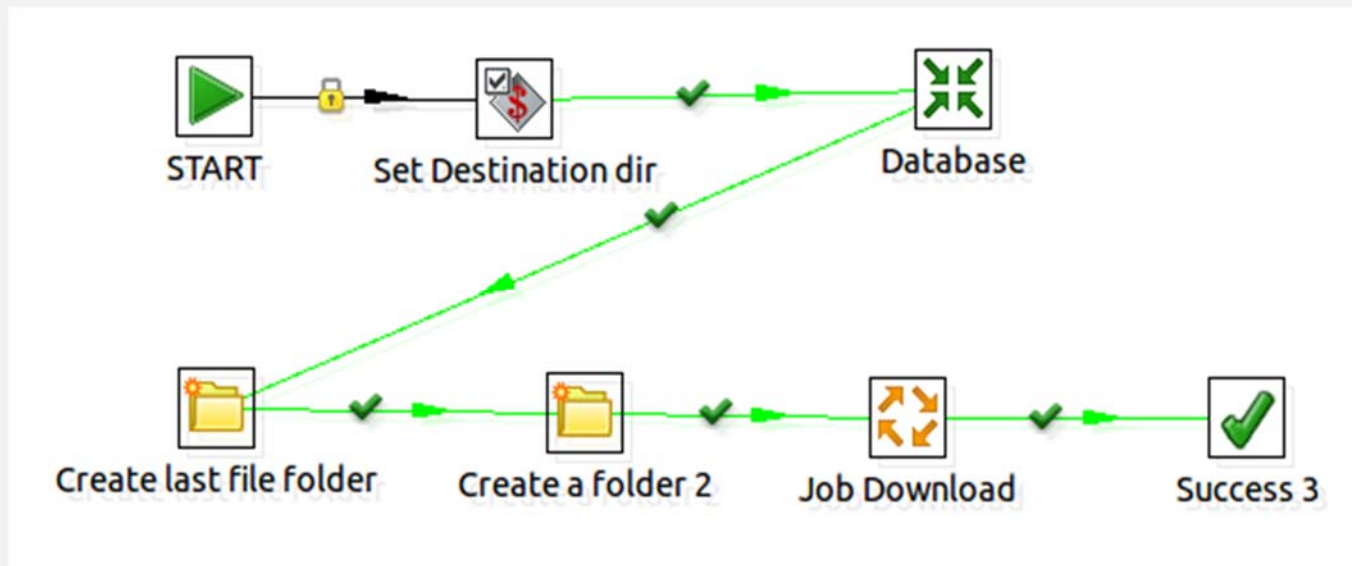 START
Set Destination dir
Database
Create last file folder
Create a folder 2
Job Download
Success 3